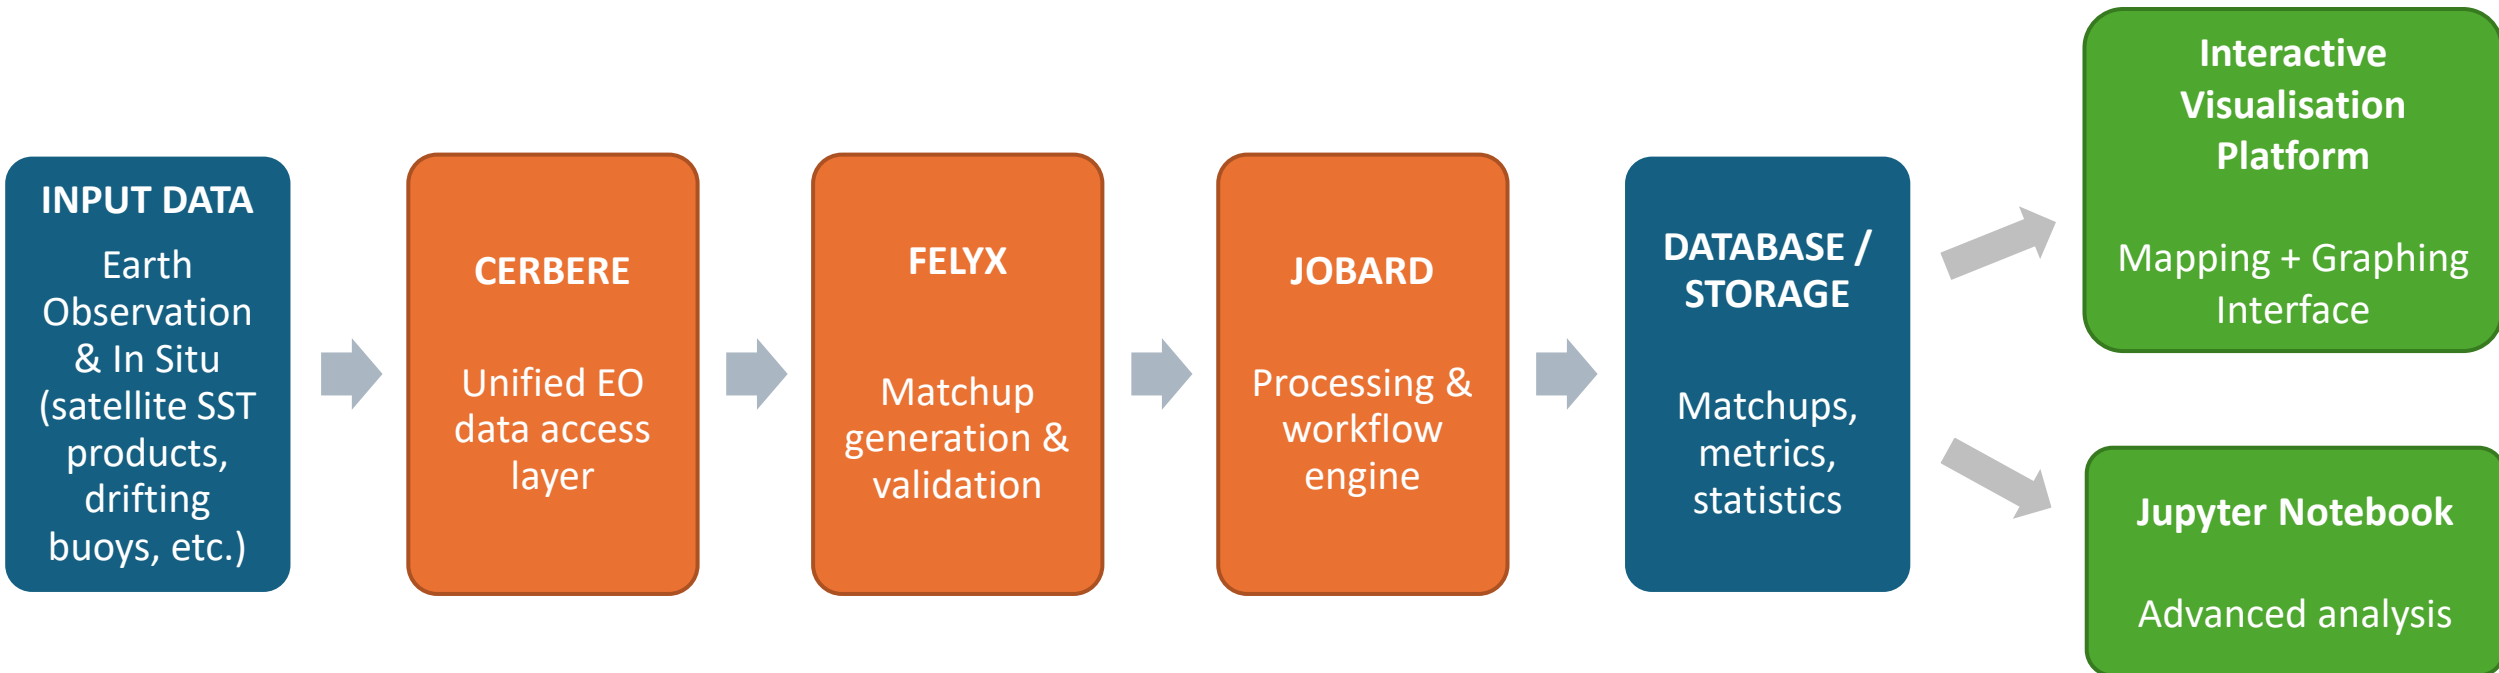 INPUT DATA
Earth
Observation
& In Situ
(satellite SST
products,
drifting
buoys, etc.)
CERBERE
Unified EO
data access
layer
FELYX
Matchup
generation &
validation
JOBARD
Processing &
workflow
engine
DATABASE /
STORAGE
Matchups,
metrics,
statistics
Interactive
Visualisation
Platform
Mapping + Graphing
Interface
Jupyter Notebook
Advanced analysis